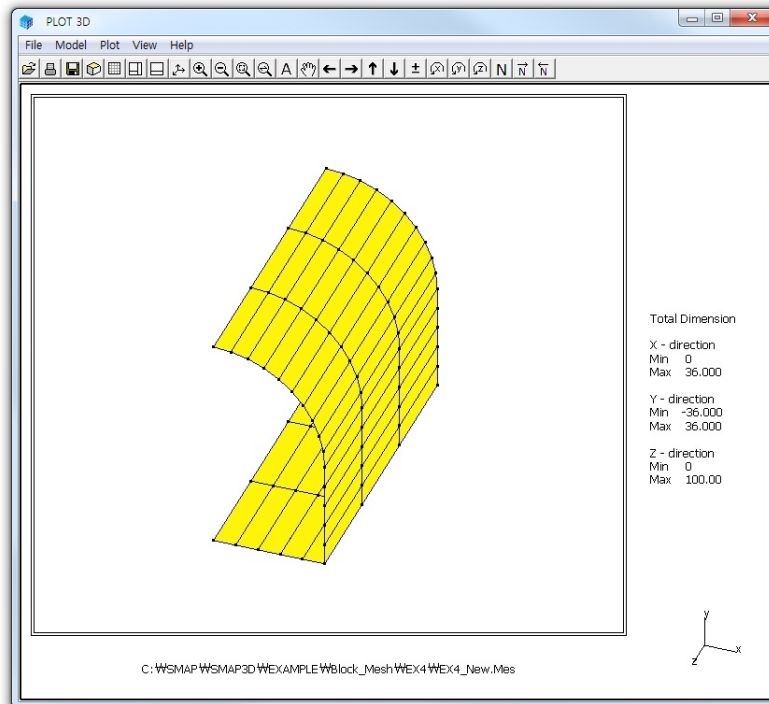 PLOT 3D
File Model Plot View Help
A X Y Z N N N
Total Dimension
X - direction
Min 0
Max 36.000
Y - direction
Min -36.000
Max 36.000
Z - direction
Min 0
Max 100.00
y
x
z
C:₩SMAP₩SMAP3D₩EXAMPLE₩Block_Mesh₩EX4₩EX4_New.Mes